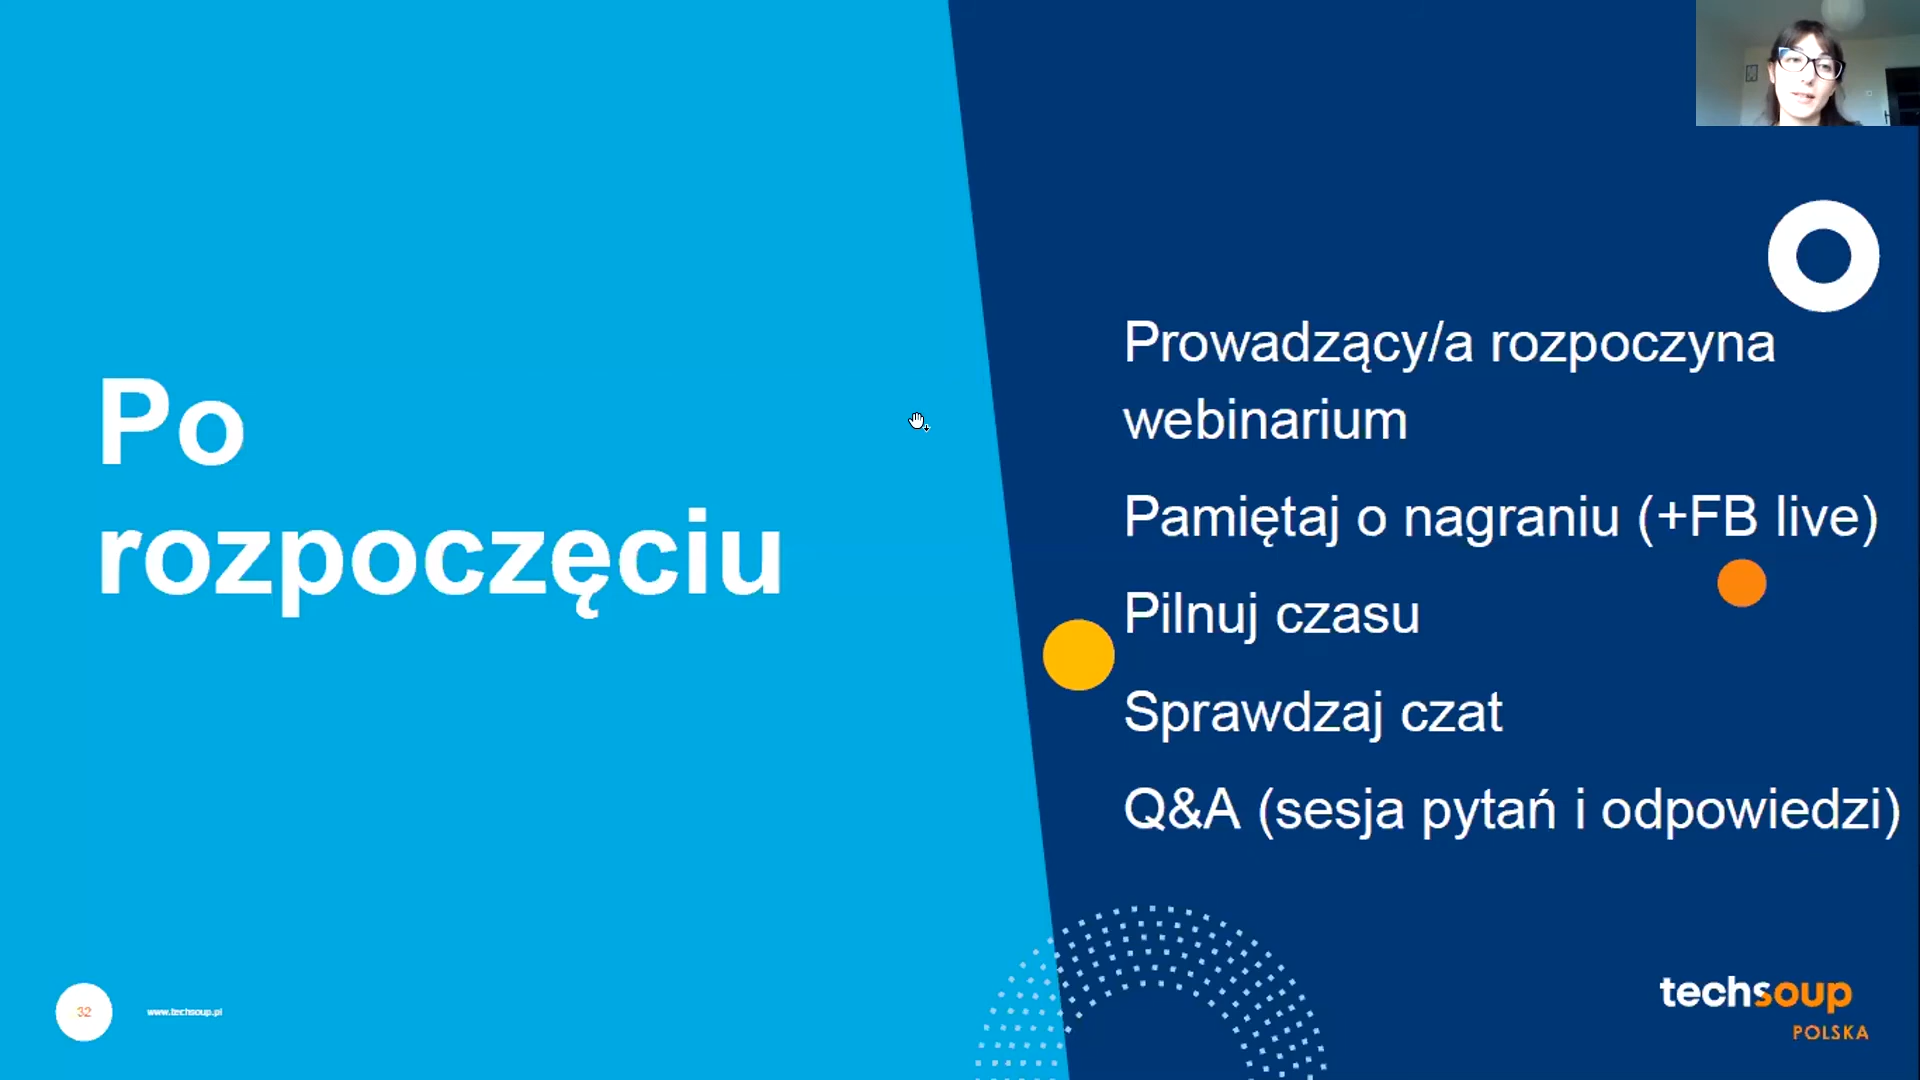 Po
rozpoczęciu
Prowadzący/a rozpoczyna
webinarium
Pamiętaj o nagraniu (+FB live)
Pilnuj czasu
Sprawdzaj czat
Q&A (sesja pytań i odpowiedzi)
32
www.techsoup.pl
techsoup
POLSKA